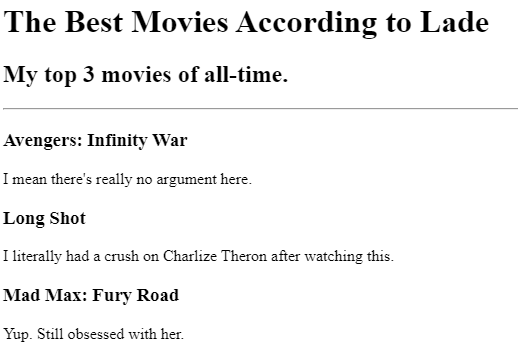 The Best Movies According to Lade
My top 3 movies of all-time.
Avengers: Infinity War
I mean there's really no argument here.
Long Shot
I literally had a crush on Charlize Theron after watching this.
Mad Max: Fury Road
Yup. Still obsessed with her.